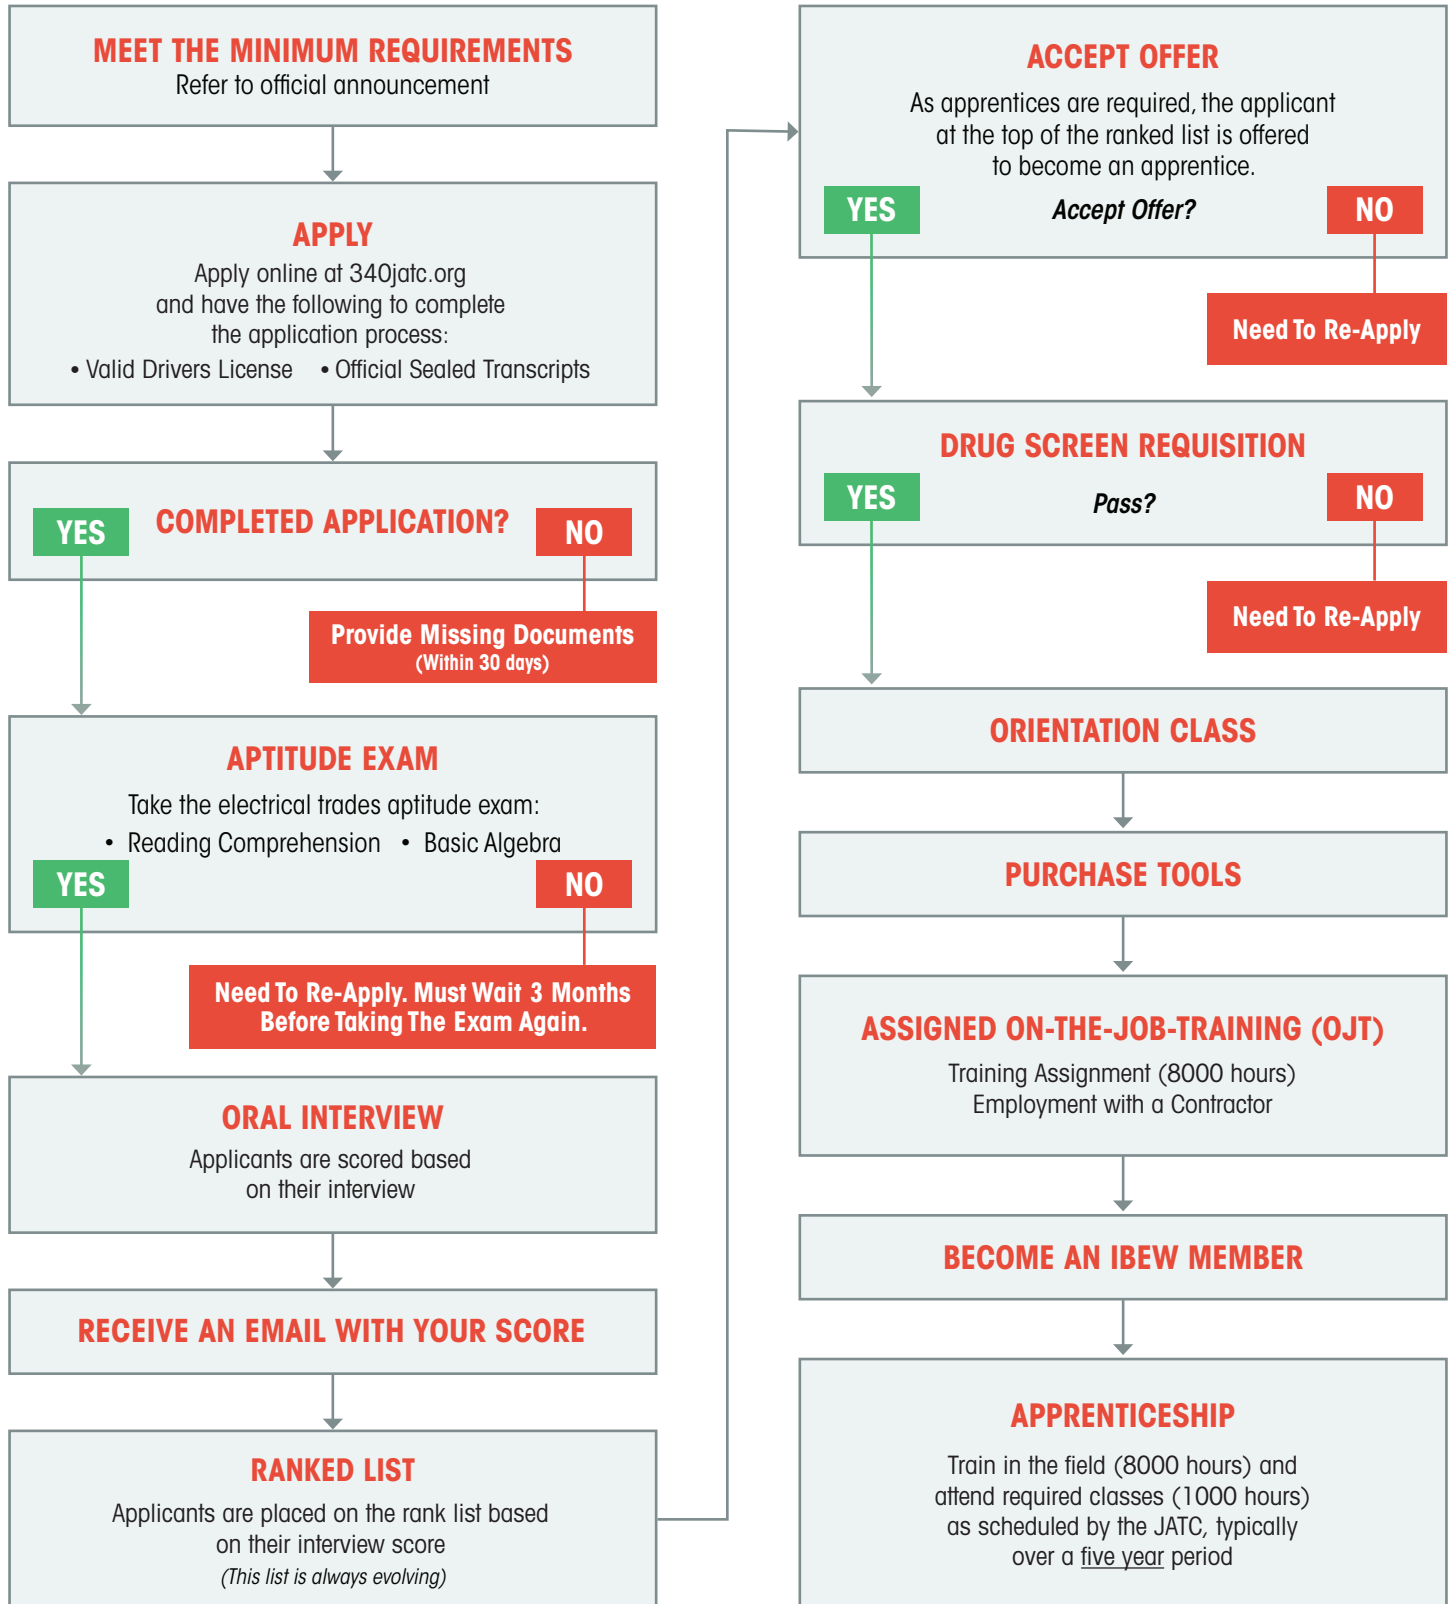 MEET THE MINIMUM REQUIREMENTS
Refer to official announcement
APPLY
Apply online at 340jatc.org
and have the following to complete
the application process:
• Valid Drivers License • Official Sealed Transcripts
COMPLETED APPLICATION?
YES
NO
Provide Missing Documents
(Within 30 days)
APTITUDE EXAM
Take the electrical trades aptitude exam:
• Reading Comprehension • Basic Algebra
YES
NO
Need To Re-Apply. Must Wait 3 Months
Before Taking The Exam Again.
ORAL INTERVIEW
Applicants are scored based
on their interview
RECEIVE AN EMAIL WITH YOUR SCORE
RANKED LIST
Applicants are placed on the rank list based
on their interview score
(This list is always evolving)
ACCEPT OFFER
As apprentices are required, the applicant
at the top of the ranked list is offered
to become an apprentice.
YES
Accept Offer?
NO
Need To Re-Apply
DRUG SCREEN REQUISITION
YES
Pass?
NO
Need To Re-Apply
ORIENTATION CLASS
PURCHASE TOOLS
ASSIGNED ON-THE-JOB-TRAINING (OJT)
Training Assignment (8000 hours)
Employment with a Contractor
BECOME AN IBEW MEMBER
APPRENTICESHIP
Train in the field (8000 hours) and
attend required classes (1000 hours)
as scheduled by the JATC, typically
over a five year period